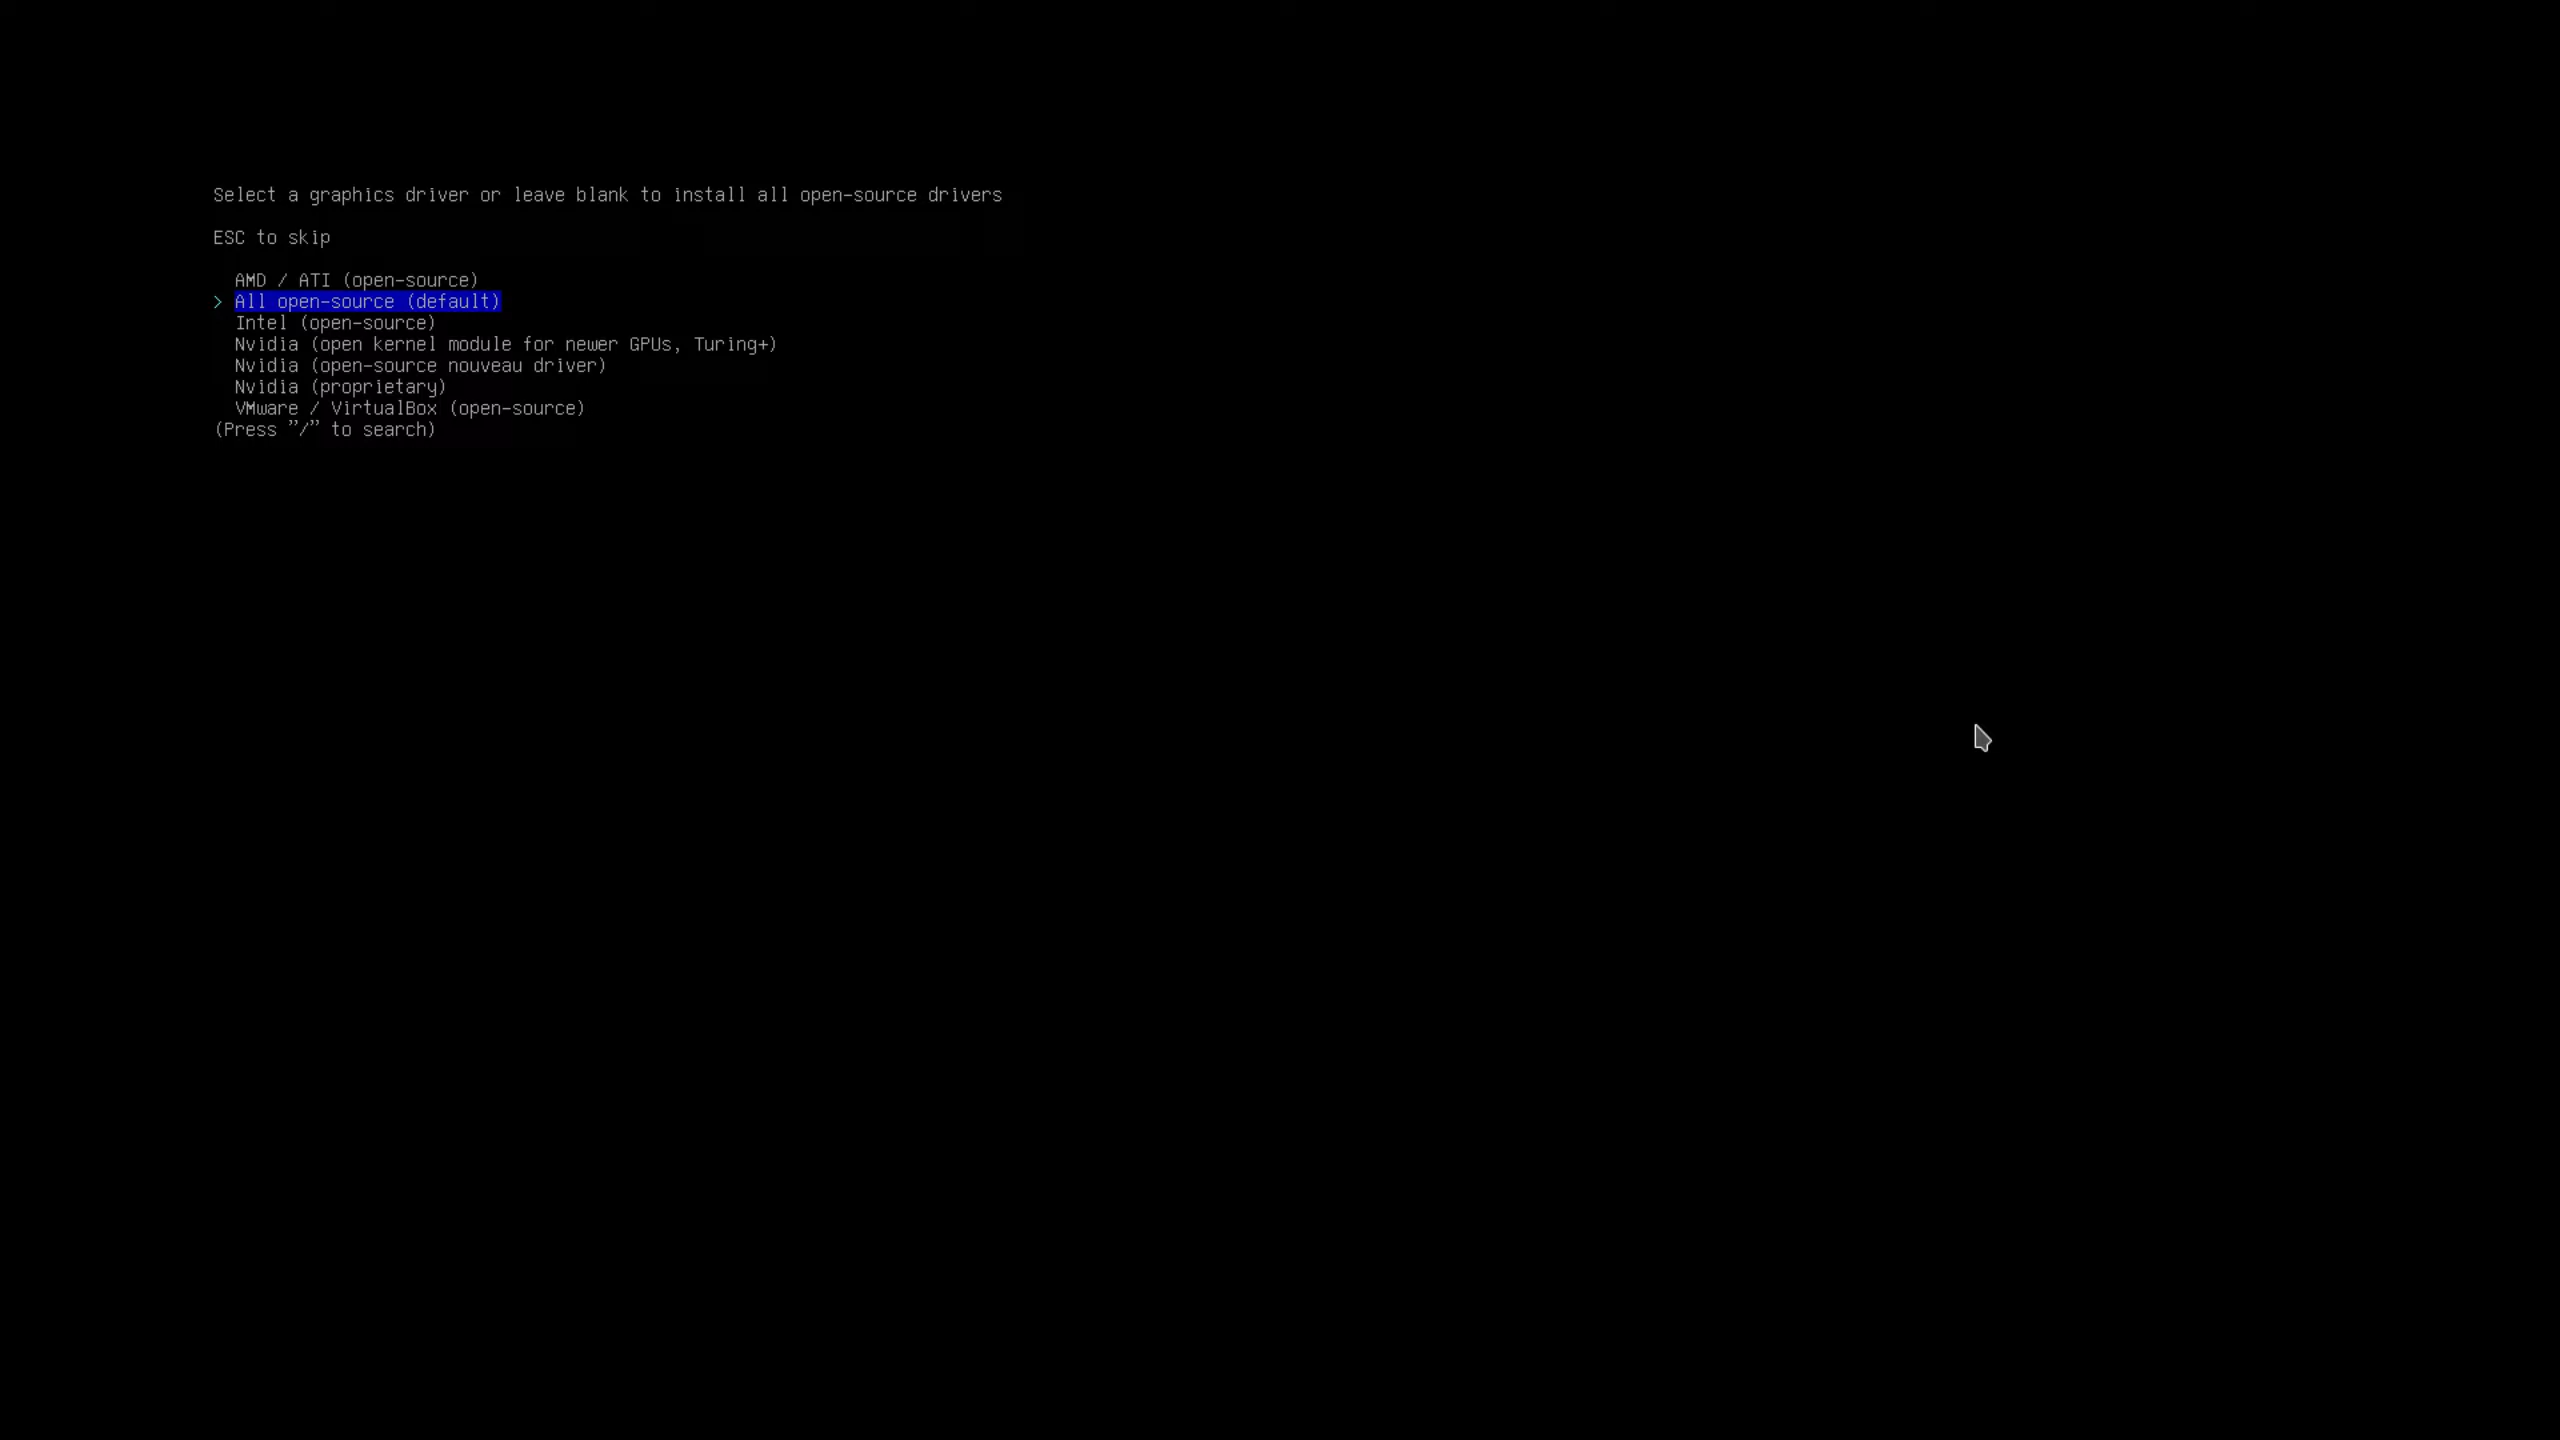 Select a graphics driver or leave blank to install all open-source drivers
ESC to skip
AMD / ATI (open-source)
> All open-source (default)
Intel (open-source)
Nvidia (open kernel module for newer GPUs, Turing+)
Nvidia (open-source nouveau driver)
Nvidia (proprietary)
VMware / VirtualBox (open-source)
(Press "/" to search)